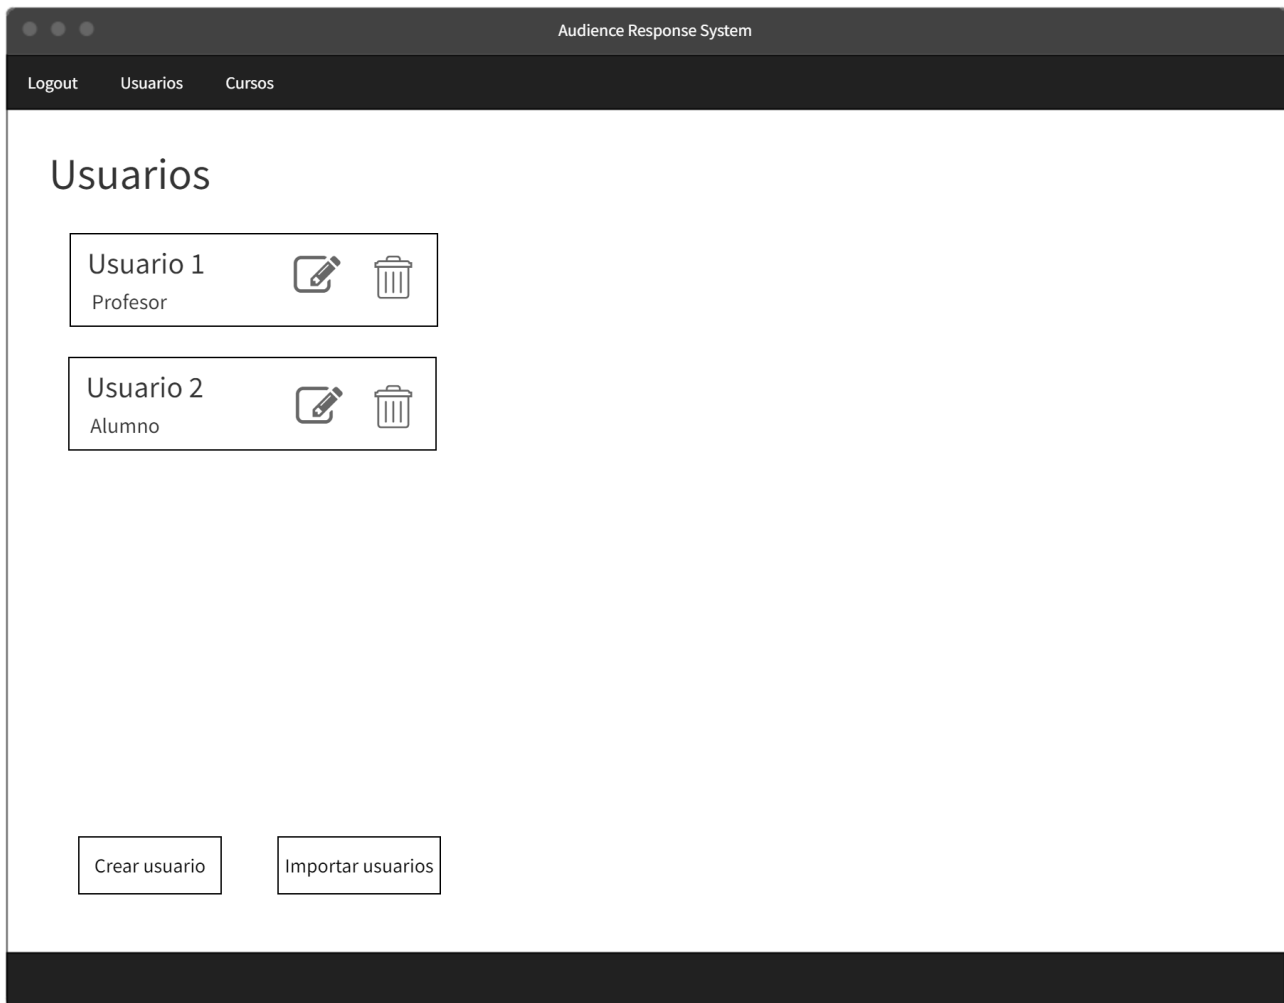 Audience Response System
Logout Usuarios Cursos
Usuarios
Usuario 1
Profesor
Usuario 2
Alumno
Crear usuario Importar usuarios